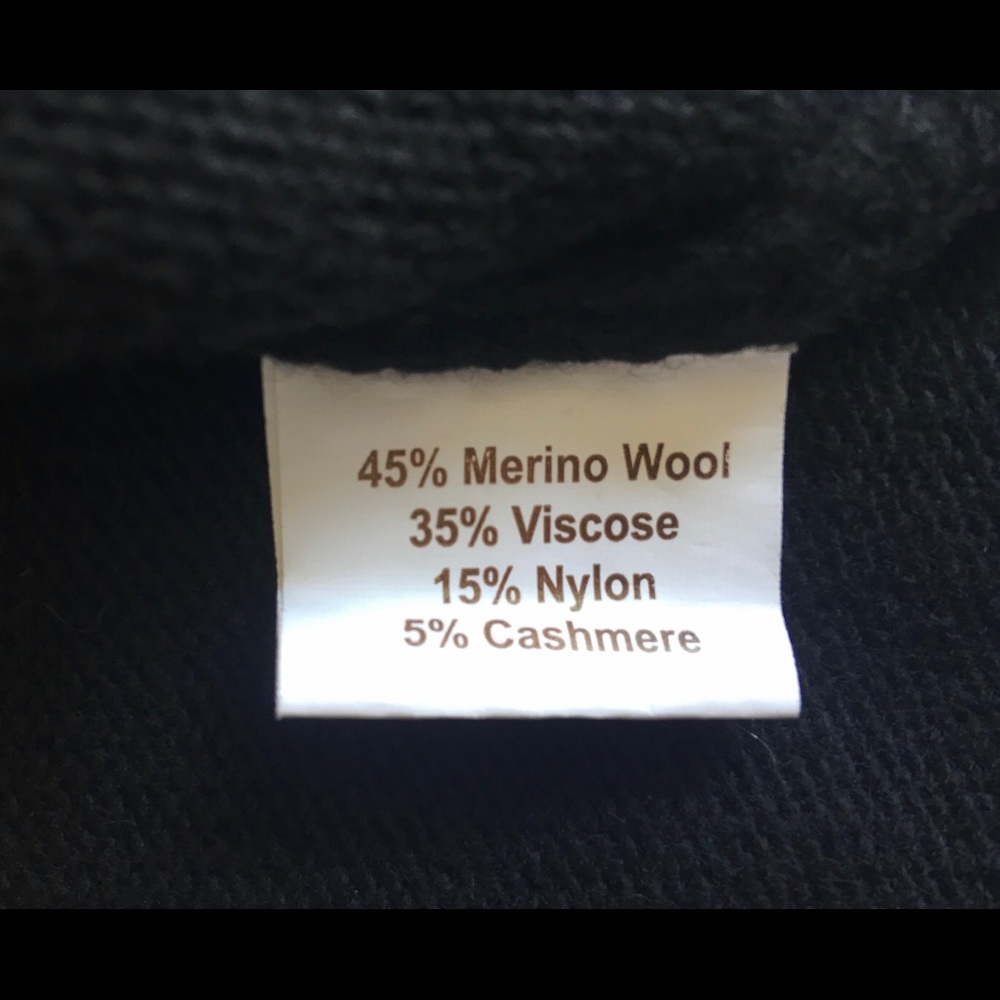 45% Merino Wool
35% Viscose
15% Nylon
5% Cashmere